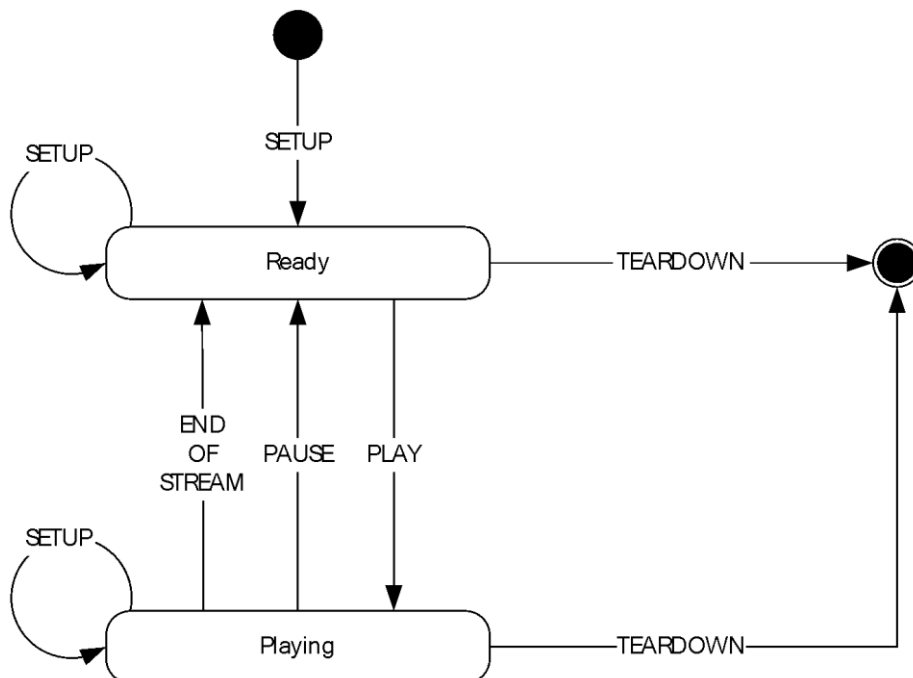 SETUP
SETUP
Ready
TEARDOWN
END
OF
STREAM
PAUSE
PLAY
SETUP
Playing
TEARDOWN